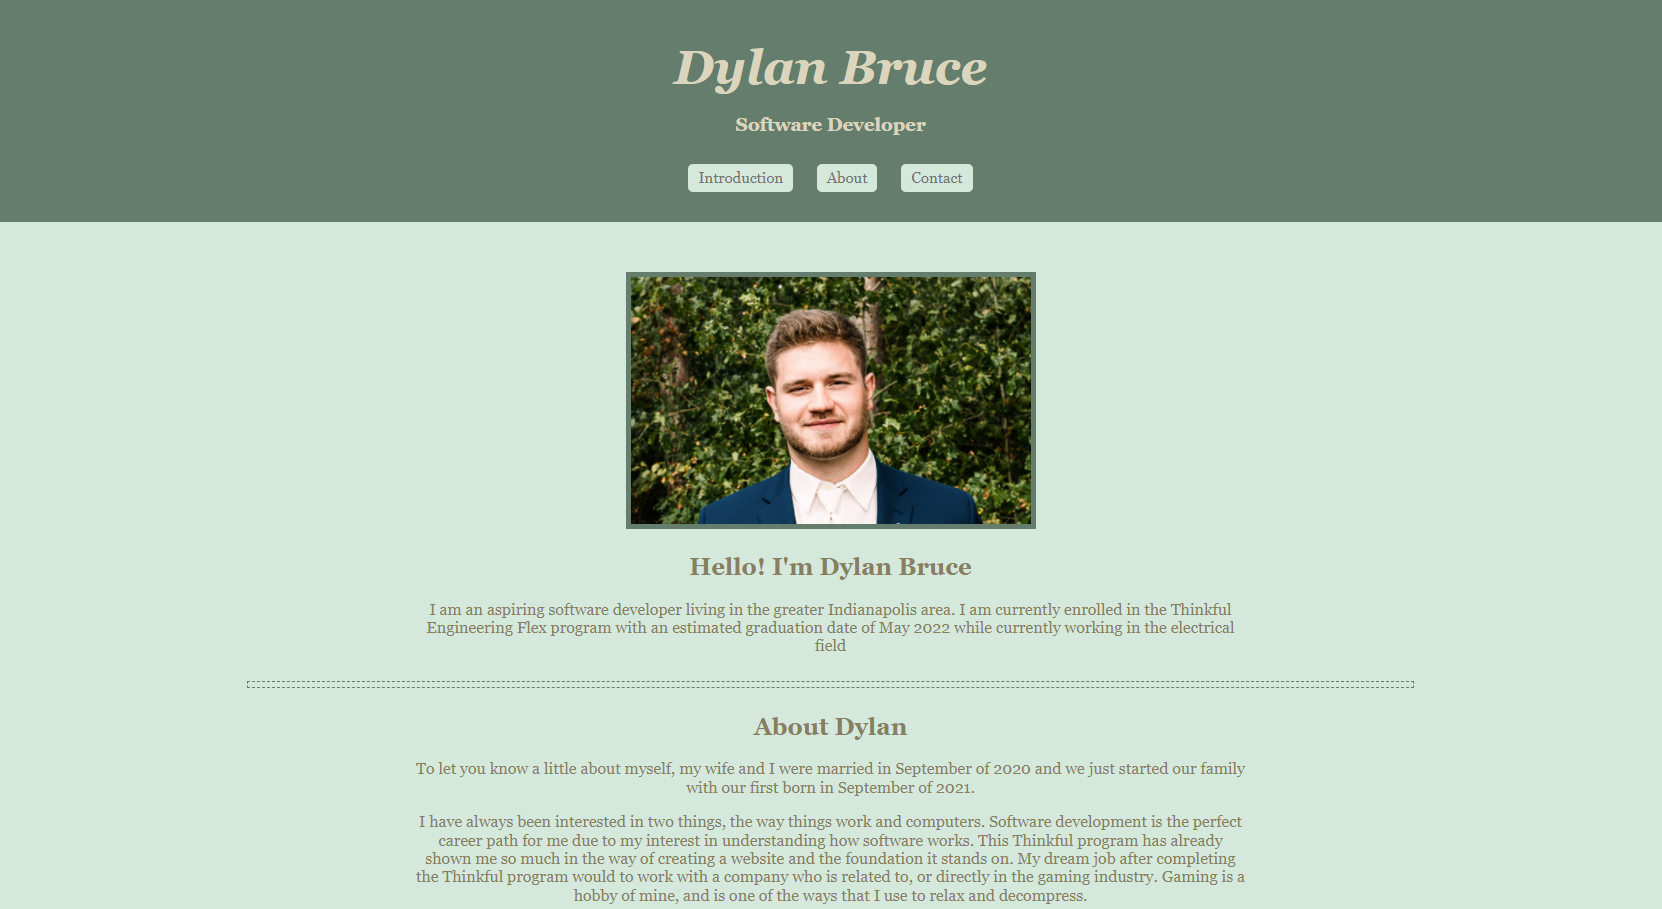 Dylan Bruce
Software Developer
Introduction About Contact
Hello! I'm Dylan Bruce
I am an aspiring software developer living in the greater Indianapolis area. I am currently enrolled in the Thinkful
Engineering Flex program with an estimated graduation date of May 2022 while currently working in the electrical
field
About Dylan
To let you know a little about myself, my wife and I were married in September of 2020 and we just started our family
with our first born in September of 2021.
I have always been interested in two things, the way things work and computers. Software development is the perfect
career path for me due to my interest in understanding how software works. This Thinkful program has already
shown me so much in the way of creating a website and the foundation it stands on. My dream job after completing
the Thinkful program would to work with a company who is related to, or directly in the gaming industry. Gaming is a
hobby of mine, and is one of the ways that I use to relax and decompress.